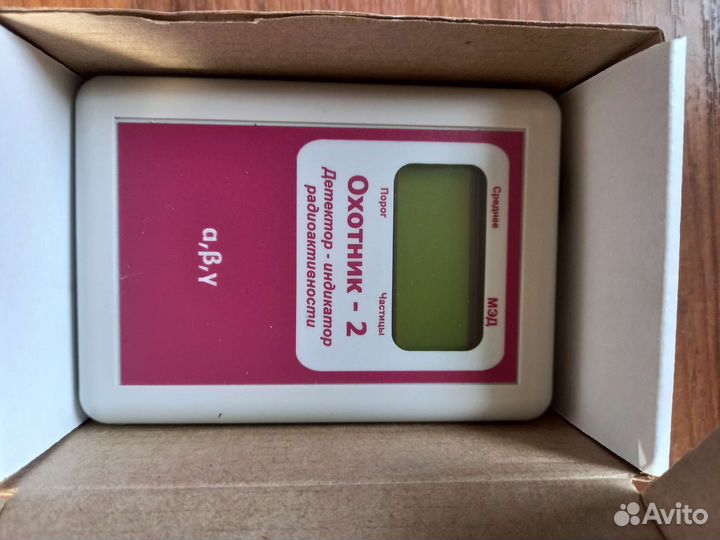 Среднее МЭД
Порог Частицы
Охотник - 2
Детектор - индикатор
радиоактивности
α,β,γ
Avito